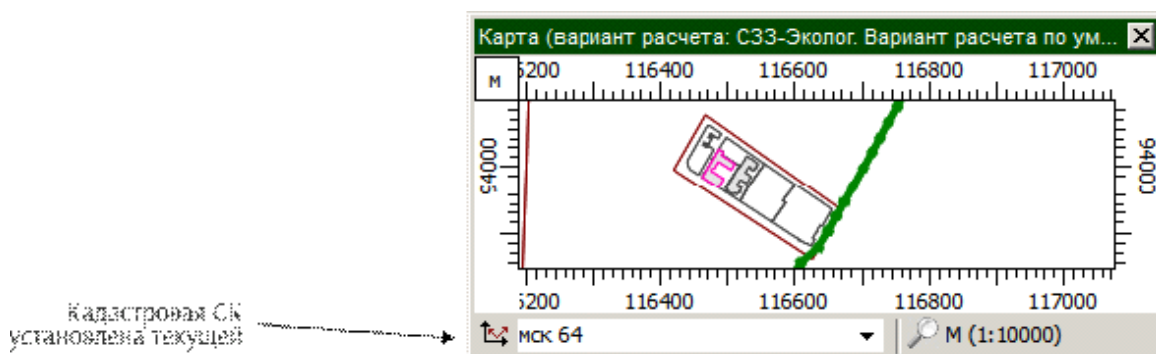 Карта (вариант расчета: СЗЗ-Эколог. Вариант расчета по ум...
м 5200 116400 116600 116800 117000
94000 94000
5200 116400 116600 116800 117000
Кадастровая СК
установлена текущей
мск 64 М (1:10000)